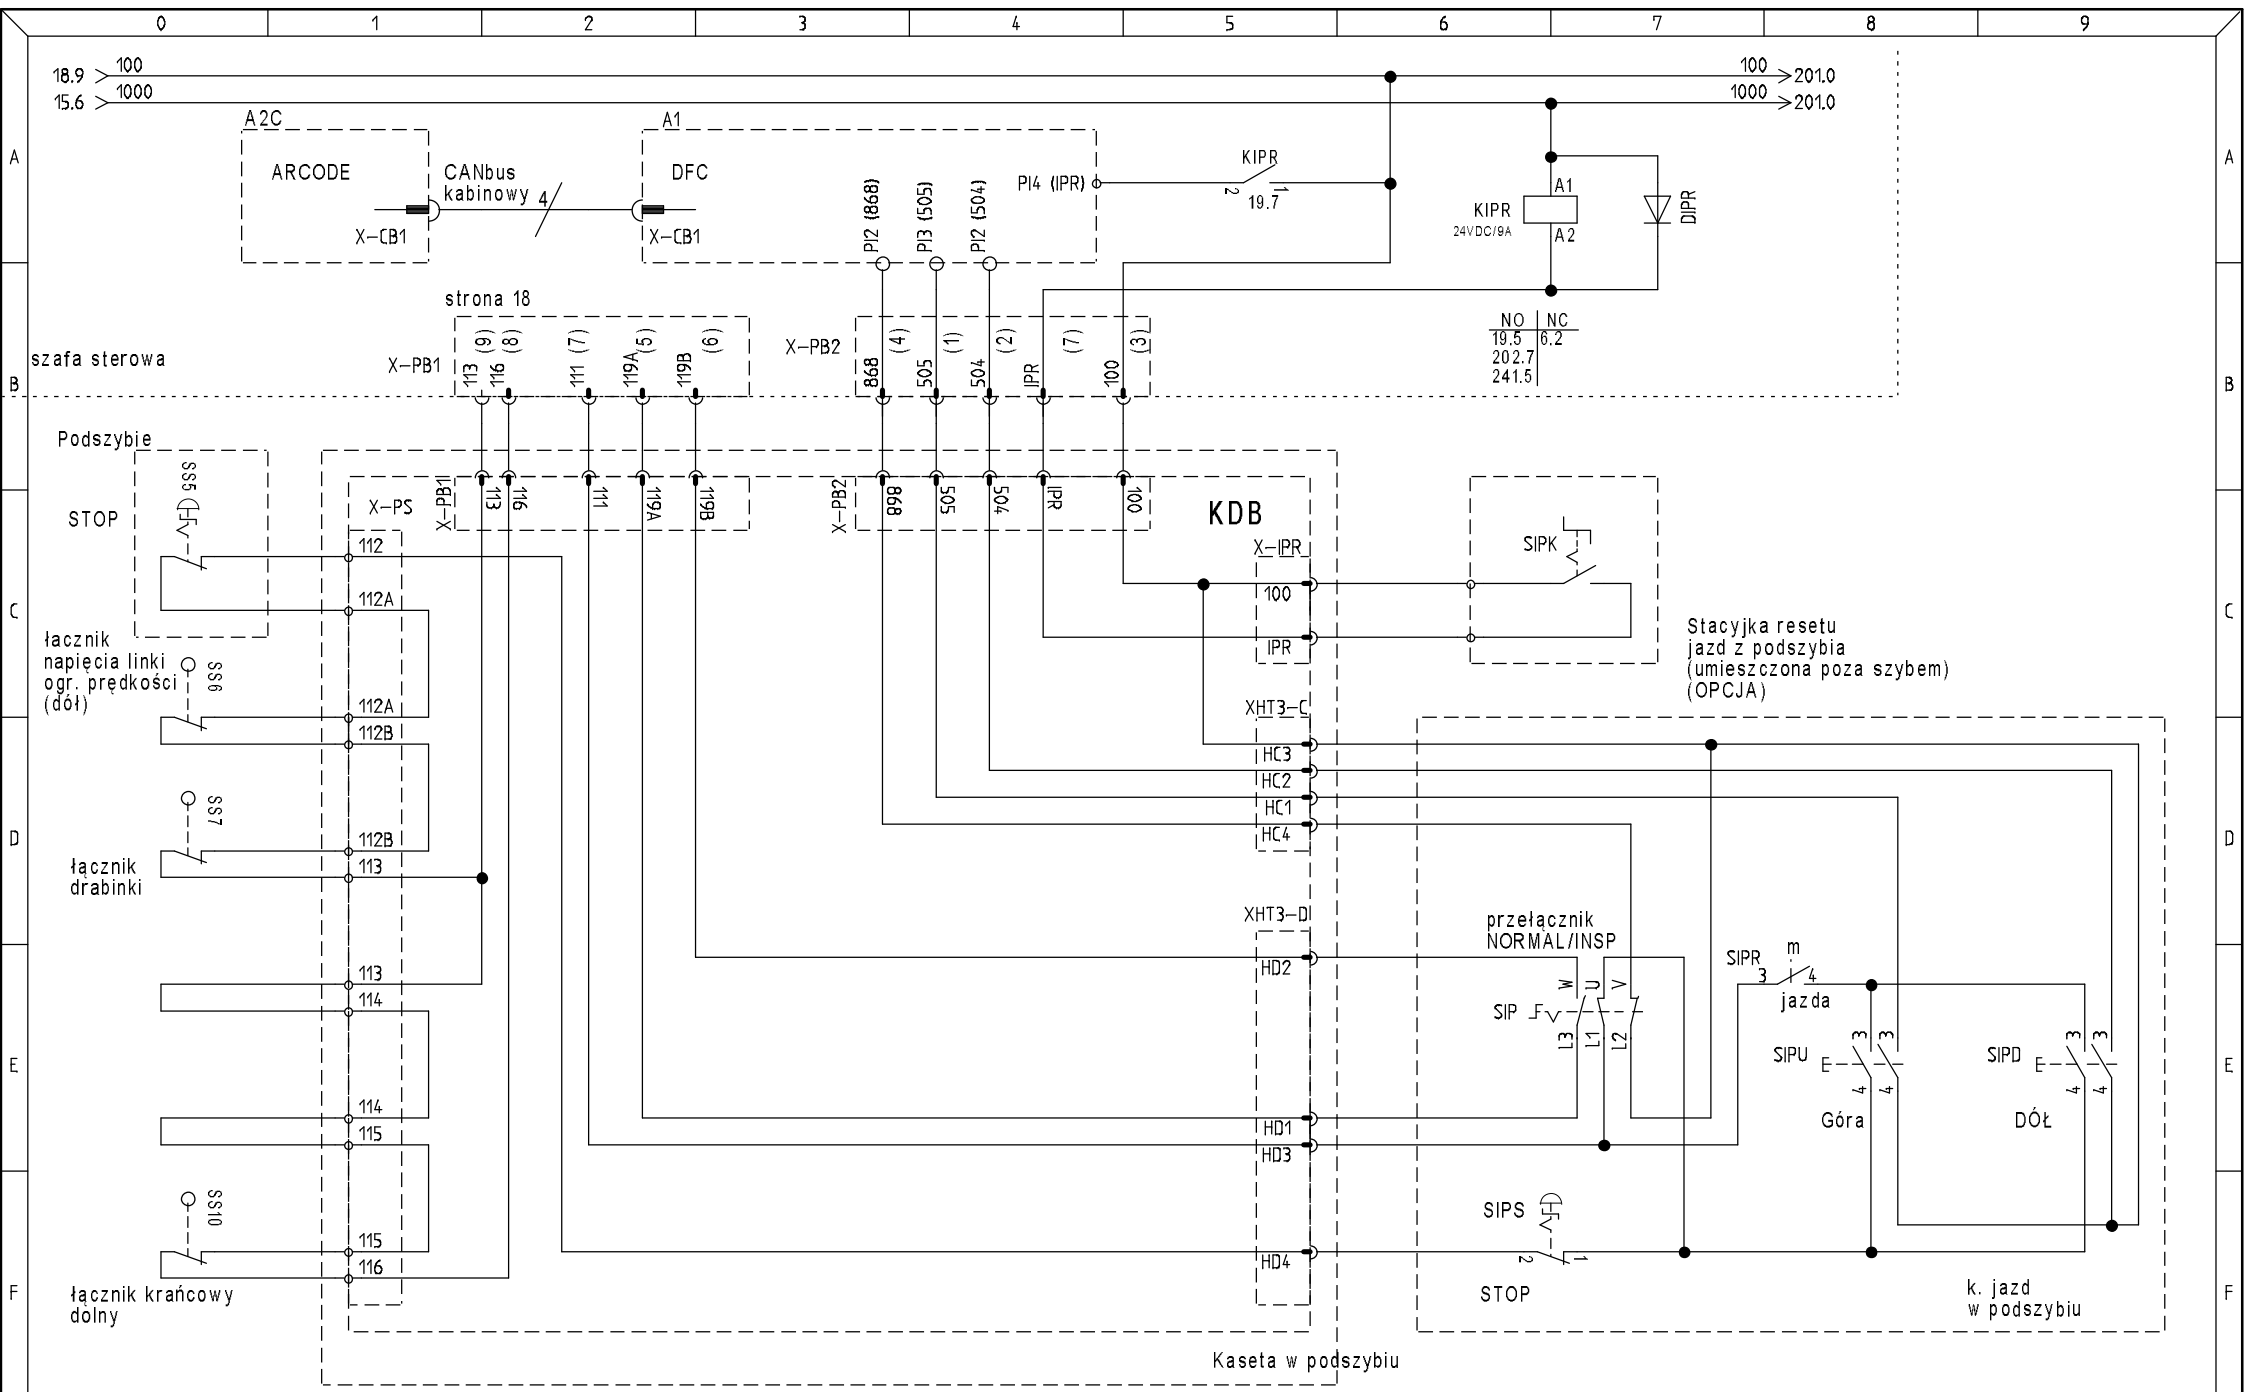 0 1 2 3 4 5 6 7 8 9
18.9 100 100 201.0
15.6 1000 1000 201.0
A2C
A1
A
A
ARCODE
CANbus
kabinowy
4
DFC
X-CB1
X-CB1
PI2 (868)
PI3 (505)
PI2 (504)
PI4 (IPR)
KIPR
2 1
19.7
KIPR
24VDC/9A
A1
A2
DIPR
strona 18
NO NC
19.5 6.2
202.7
241.5
szafa sterowa
B
B
X-PB1
113 (9)
116 (8)
111 (7)
119A (5)
119B (6)
X-PB2
868 (4)
505 (1)
504 (2)
IPR (7)
100 (3)
Podszybie
SS5
STOP
X-PS
X-PB1
113
116
111
119A
119B
X-PB2
868
505
504
IPR
100
KDB
X-IPR
100
IPR
SIPK
112
112A
C
C
łacznik
napięcia linki
ogr. prędkości
(dół)
SS6
Stacyjka resetu
jazd z podszybia
(umieszczona poza szybem)
(OPCJA)
112A
112B
XHT3-C
HC3
HC2
HC1
HC4
SS7
D
D
112B
113
łącznik
drabinki
XHT3-D
HD2
przełącznik
NORMAL/INSP
SIPR
3 4
m
jazda
113
114
W U V
SIP
L3 L1 L2
E
E
SIPU
3 3
4 4
Góra
SIPD
3 3
4 4
DÓŁ
114
115
HD1
HD3
SS10
SIPS
2 1
STOP
115
116
HD4
F
F
łącznik krańcowy
dolny
k. jazd
w podszybiu
Kaseta w podszybiu